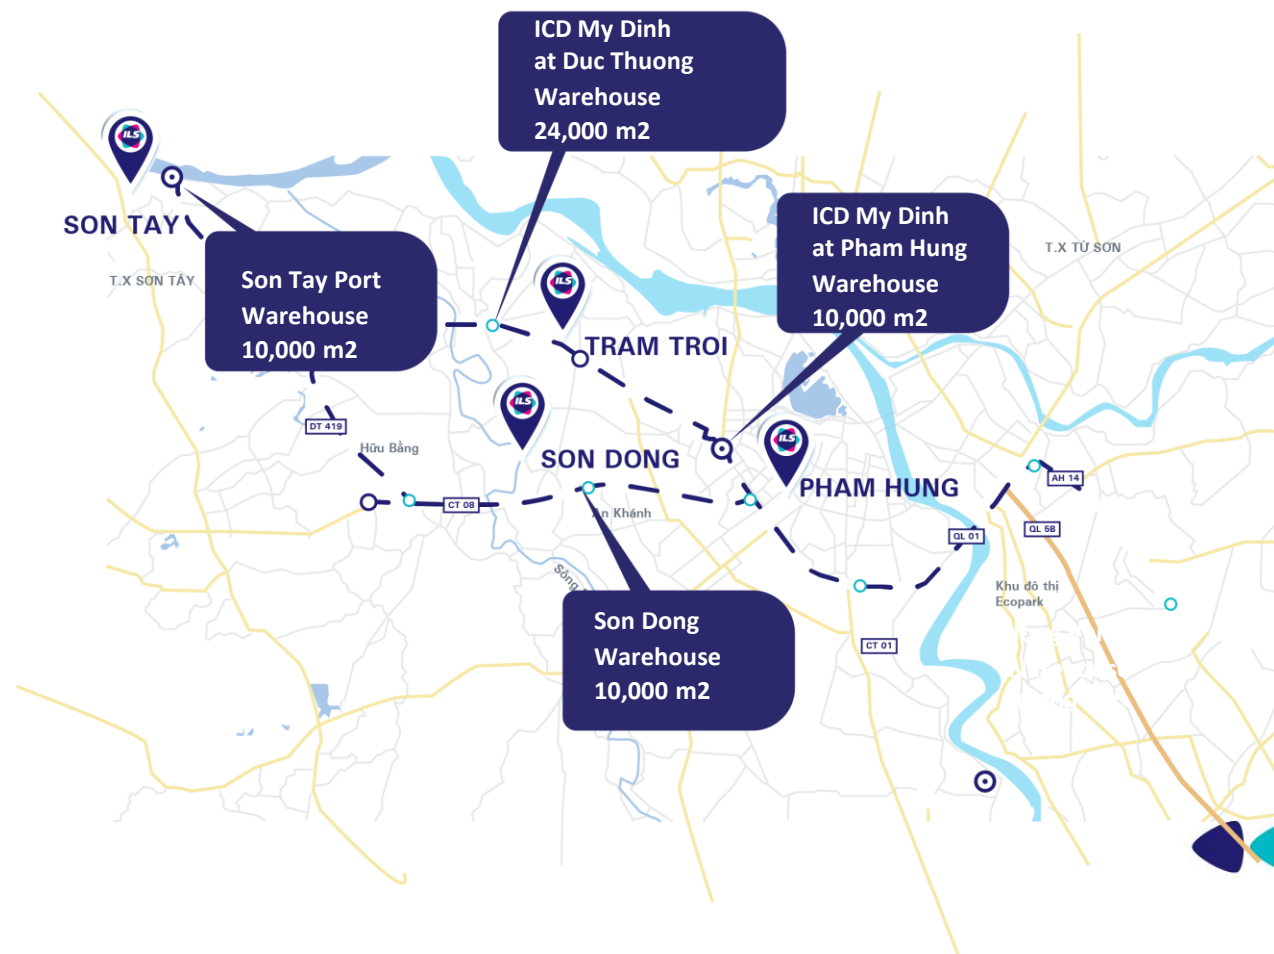 ICD My Dinh
at Duc Thuong
Warehouse
24,000 m2
ILS
SON TAY
T.X SƠN TÂY
Son Tay Port
Warehouse
10,000 m2
ICD My Dinh
at Pham Hung
Warehouse
10,000 m2
T.X TỪ SƠN
ILS
TRAM TROI
ILS
SON DONG
DT 419
Hữu Bằng
ILS
PHAM HUNG
AH 14
CT 08
An Khánh
QL 01
QL 5B
Sông
Khu đô thị
Ecopark
Son Dong
Warehouse
10,000 m2
CT 01